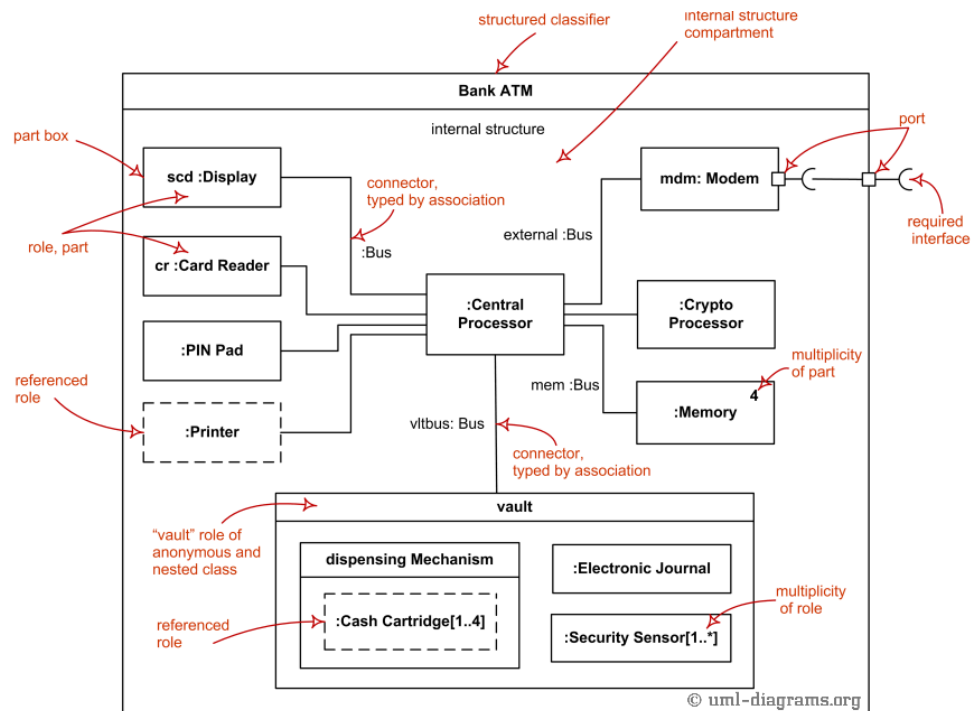 structured classifier
internal structure
compartment
Bank ATM
internal structure
part box
port
scd :Display
mdm: Modem
connector,
typed by association
role, part
external :Bus
:Bus
required
interface
cr :Card Reader
:Central
Processor
:Crypto
Processor
:PIN Pad
multiplicity
of part
referenced
role
mem :Bus
4
:Memory
:Printer
vltbus: Bus
connector,
typed by association
vault
"vault" role of
anonymous and
nested class
dispensing Mechanism
:Electronic Journal
multiplicity
of role
referenced
role
:Cash Cartridge[1..4]
:Security Sensor[1..*]
© uml-diagrams.org